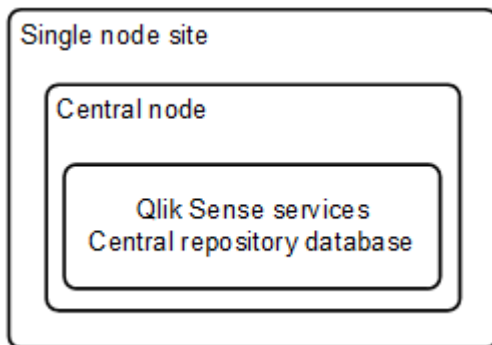 Single node site
Central node
Qlik Sense services
Central repository database